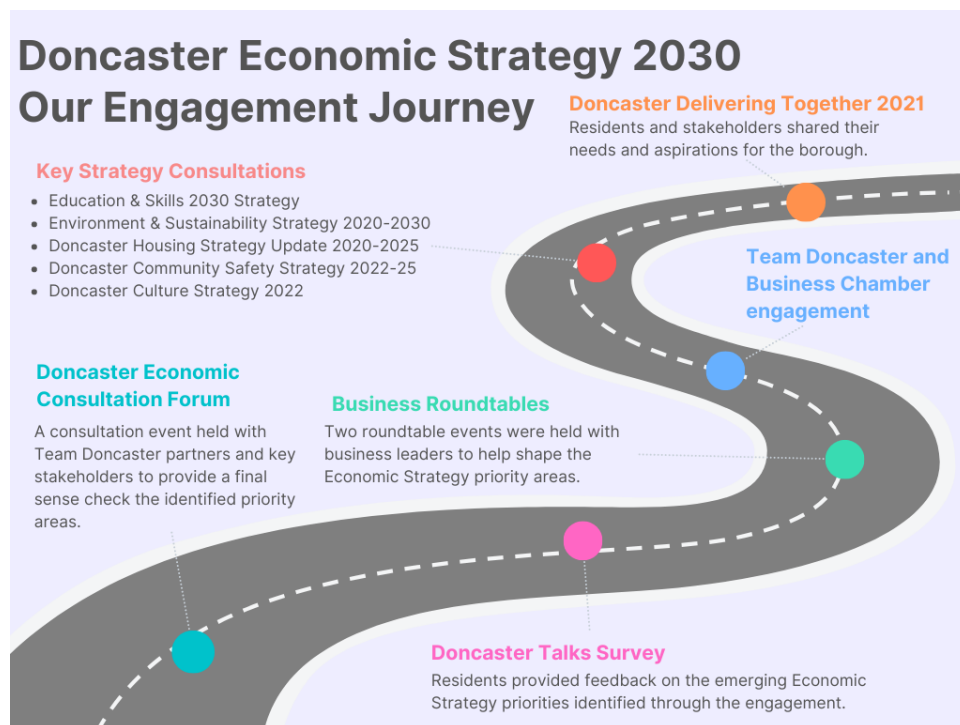 Doncaster Economic Strategy 2030
Our Engagement Journey
Doncaster Delivering Together 2021
Residents and stakeholders shared their
needs and aspirations for the borough.
Key Strategy Consultations
• Education & Skills 2030 Strategy
• Environment & Sustainability Strategy 2020-2030
• Doncaster Housing Strategy Update 2020-2025
• Doncaster Community Safety Strategy 2022-25
• Doncaster Culture Strategy 2022
Team Doncaster and
Business Chamber
engagement
Business Roundtables
Two roundtable events were held with
business leaders to help shape the
Economic Strategy priority areas.
Doncaster Economic
Consultation Forum
A consultation event held with
Team Doncaster partners and key
stakeholders to provide a final
sense check the identified priority
areas.
Doncaster Talks Survey
Residents provided feedback on the emerging Economic
Strategy priorities identified through the engagement.